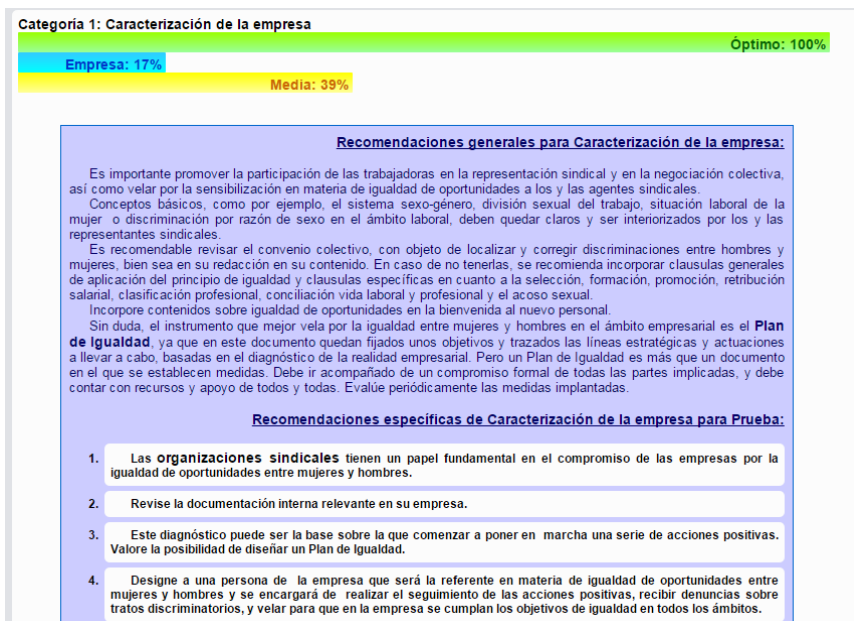 Categoría 1: Caracterización de la empresa
Óptimo: 100%
Empresa: 17%
Media: 39%
Recomendaciones generales para Caracterización de la empresa:
Es importante promover la participación de las trabajadoras en la representación sindical y en la negociación colectiva,
así como velar por la sensibilización en materia de igualdad de oportunidades a los y las agentes sindicales.
Conceptos básicos, como por ejemplo, el sistema sexo-género, división sexual del trabajo, situación laboral de la
mujer o discriminación por razón de sexo en el ámbito laboral, deben quedar claros y ser interiorizados por los y las
representantes sindicales.
Es recomendable revisar el convenio colectivo, con objeto de localizar y corregir discriminaciones entre hombres y
mujeres, bien sea en su redacción en su contenido. En caso de no tenerlas, se recomienda incorporar clausulas generales
de aplicación del principio de igualdad y clausulas específicas en cuanto a la selección, formación, promoción, retribución
salarial, clasificación profesional, conciliación vida laboral y profesional y el acoso sexual.
Incorpore contenidos sobre igualdad de oportunidades en la bienvenida al nuevo personal.
Sin duda, el instrumento que mejor vela por la igualdad entre mujeres y hombres en el ámbito empresarial es el Plan
de Igualdad, ya que en este documento quedan fijados unos objetivos y trazados las líneas estratégicas y actuaciones
a llevar a cabo, basadas en el diagnóstico de la realidad empresarial. Pero un Plan de Igualdad es más que un documento
en el que se establecen medidas. Debe ir acompañado de un compromiso formal de todas las partes implicadas, y debe
contar con recursos y apoyo de todos y todas. Evalúe periódicamente las medidas implantadas.
Recomendaciones específicas de Caracterización de la empresa para Prueba:
1. Las organizaciones sindicales tienen un papel fundamental en el compromiso de las empresas por la
igualdad de oportunidades entre mujeres y hombres.
2. Revise la documentación interna relevante en su empresa.
3. Este diagnóstico puede ser la base sobre la que comenzar a poner en marcha una serie de acciones positivas.
Valore la posibilidad de diseñar un Plan de Igualdad.
4. Designe a una persona de la empresa que será la referente en materia de igualdad de oportunidades entre
mujeres y hombres y se encargará de realizar el seguimiento de las acciones positivas, recibir denuncias sobre
tratos discriminatorios, y velar para que en la empresa se cumplan los objetivos de igualdad en todos los ámbitos.